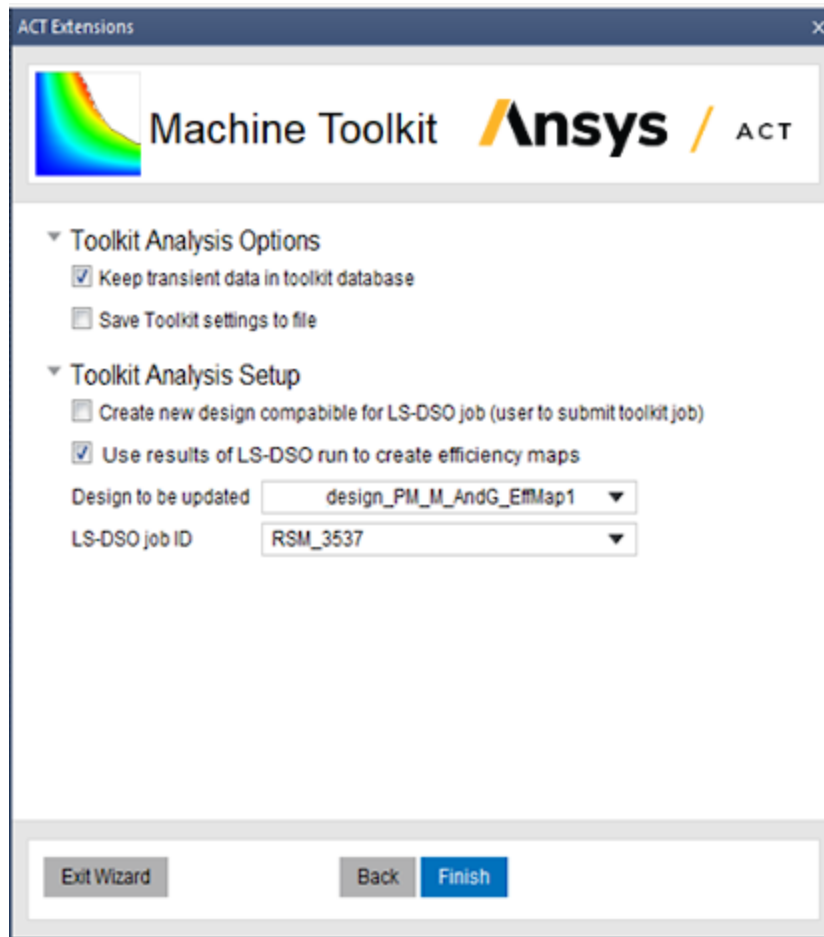 ACT Extensions
Machine Toolkit Ansys / ACT
Toolkit Analysis Options
Keep transient data in toolkit database
Save Toolkit settings to file
Toolkit Analysis Setup
Create new design compabible for LS-DSO job (user to submit toolkit job)
Use results of LS-DSO run to create efficiency maps
Design to be updated design_PM_M_AndG_EffMap1
LS-DSO job ID RSM_3537
Exit Wizard Back Finish